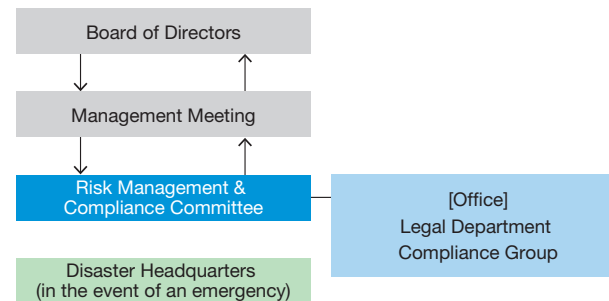 Board of Directors
Management Meeting
Risk Management &
Compliance Committee
[Office]
Legal Department
Compliance Group
Disaster Headquarters
(in the event of an emergency)